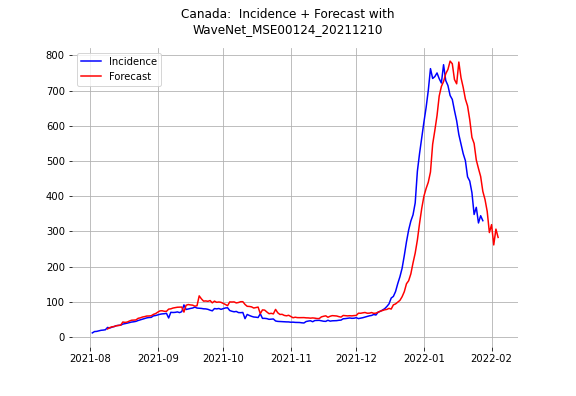 Canada:  Incidence + Forecast with
WaveNet_MSE00124_20211210
Incidence
Forecast
800
700
600
500
400
300
200
100
0
2021-08 2021-09 2021-10 2021-11 2021-12 2022-01 2022-02